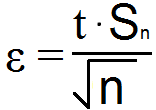 ε = t · Sₙ / √n